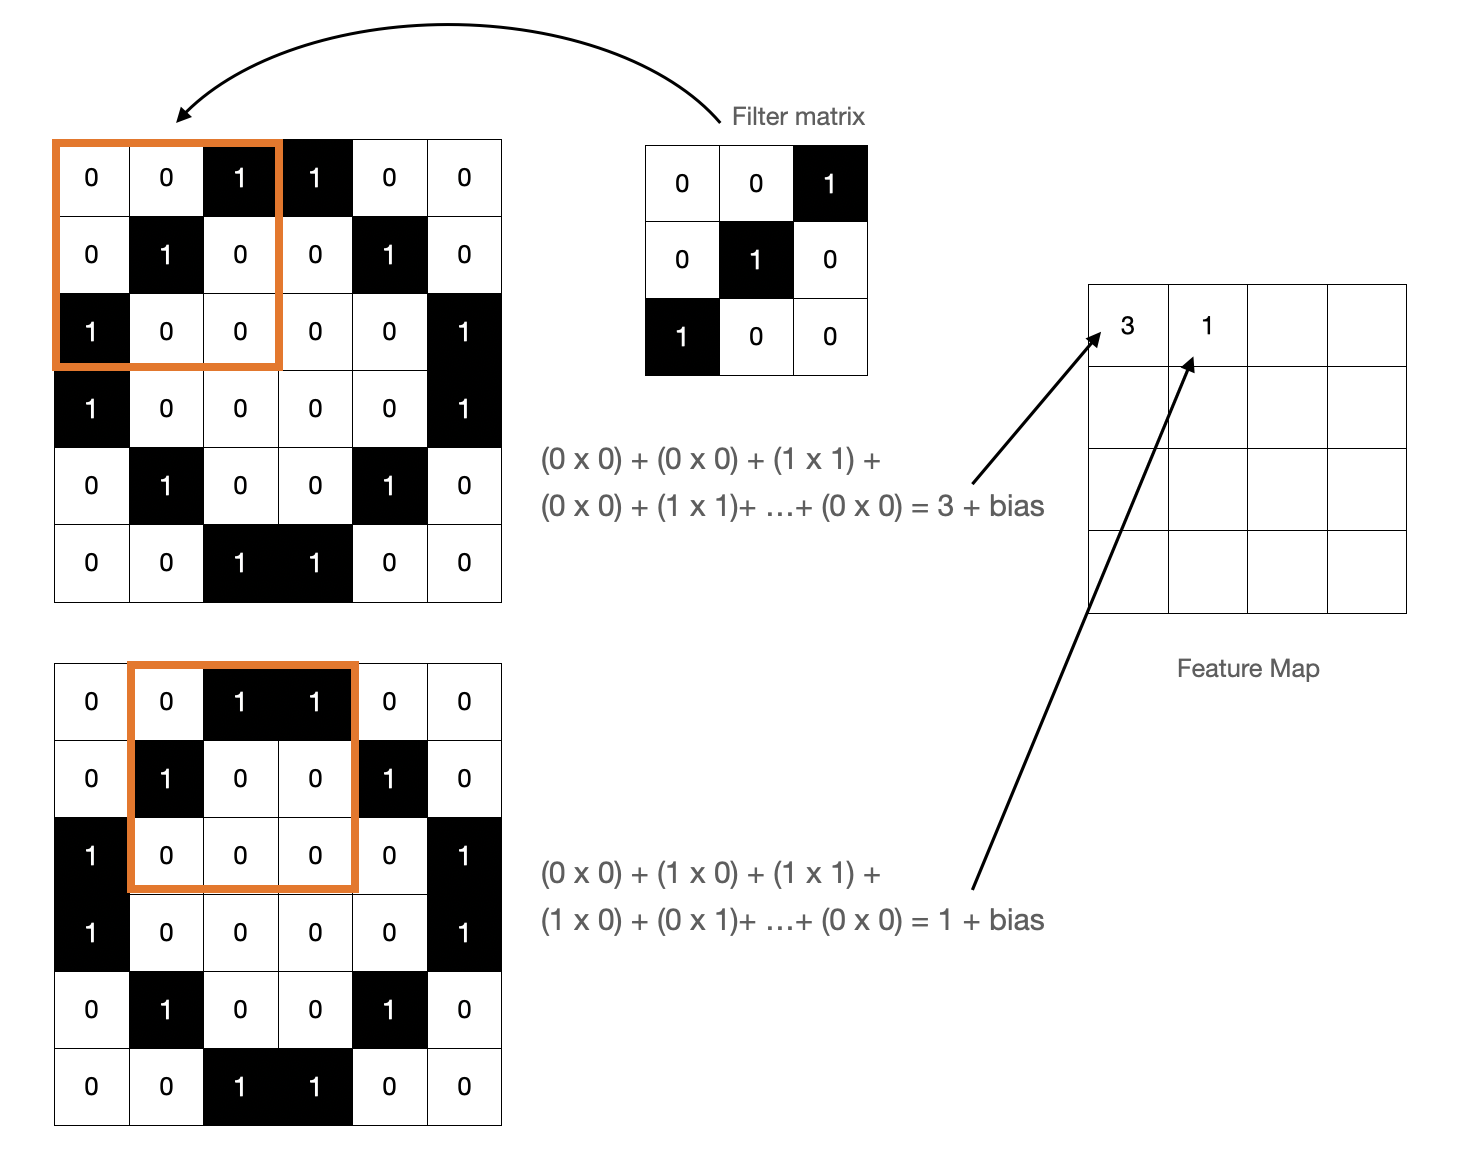 Filter matrix
0 0 1 1 0 0
0 1 0 0 1 0
1 0 0 0 0 1
1 0 0 0 0 1
0 1 0 0 1 0
0 0 1 1 0 0
0 0 1
0 1 0
1 0 0
(0 x 0) + (0 x 0) + (1 x 1) +
(0 x 0) + (1 x 1)+ …+ (0 x 0) = 3 + bias
3 1
Feature Map
0 0 1 1 0 0
0 1 0 0 1 0
1 0 0 0 0 1
1 0 0 0 0 1
0 1 0 0 1 0
0 0 1 1 0 0
(0 x 0) + (1 x 0) + (1 x 1) +
(1 x 0) + (0 x 1)+ …+ (0 x 0) = 1 + bias